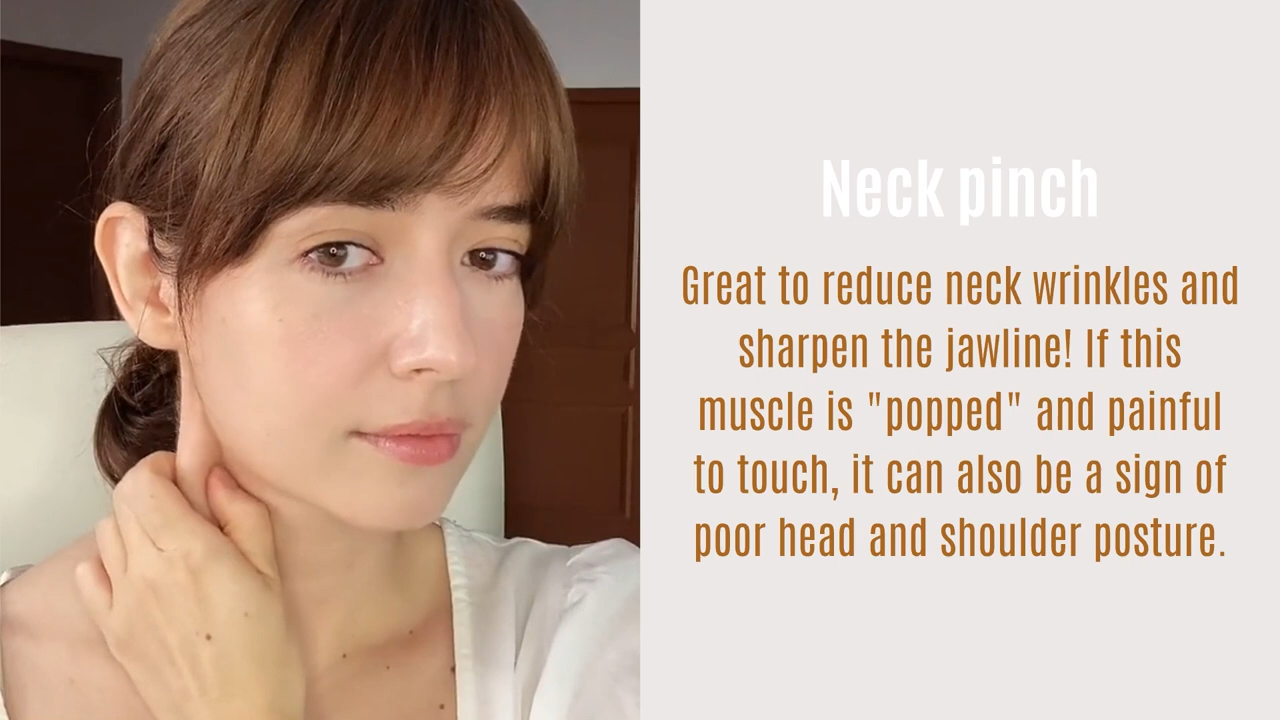 Neck pinch
Great to reduce neck wrinkles and
sharpen the jawline! If this
muscle is "popped" and painful
to touch, it can also be a sign of
poor head and shoulder posture.